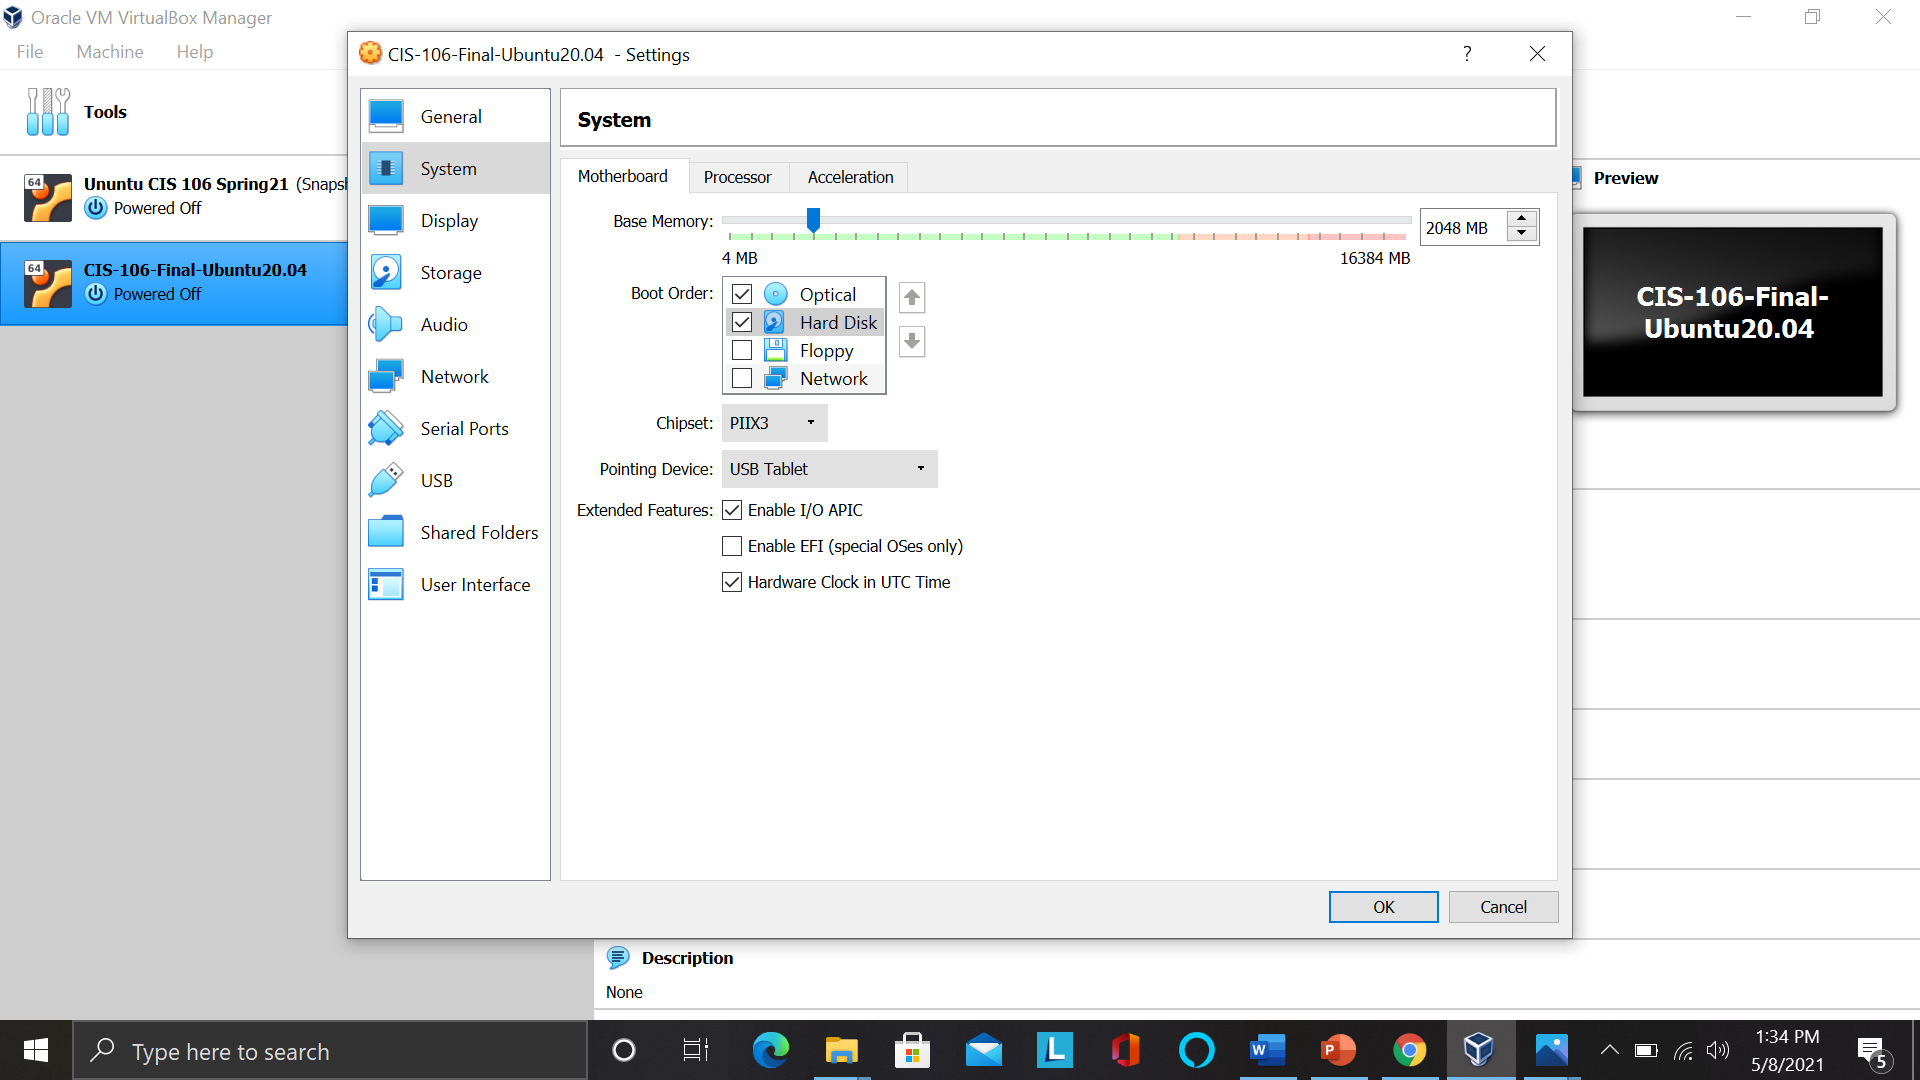 Oracle VM VirtualBox Manager
File Machine Help
Tools
64
Ununtu CIS 106 Spring21 (Snaps
Powered Off
64
CIS-106-Final-Ubuntu20.04
Powered Off
CIS-106-Final-Ubuntu20.04 - Settings
?
General
System
Display
Storage
Audio
Network
Serial Ports
USB
Shared Folders
User Interface
System
Motherboard Processor Acceleration
Base Memory: 2048 MB
4 MB 16384 MB
Boot Order: Optical
Hard Disk
Floppy
Network
Chipset: PIIX3
Pointing Device: USB Tablet
Extended Features: Enable I/O APIC
Enable EFI (special OSes only)
Hardware Clock in UTC Time
OK Cancel
Preview
CIS-106-Final-
Ubuntu20.04
Description
None
Type here to search
L
W
P
1:34 PM
5/8/2021
5